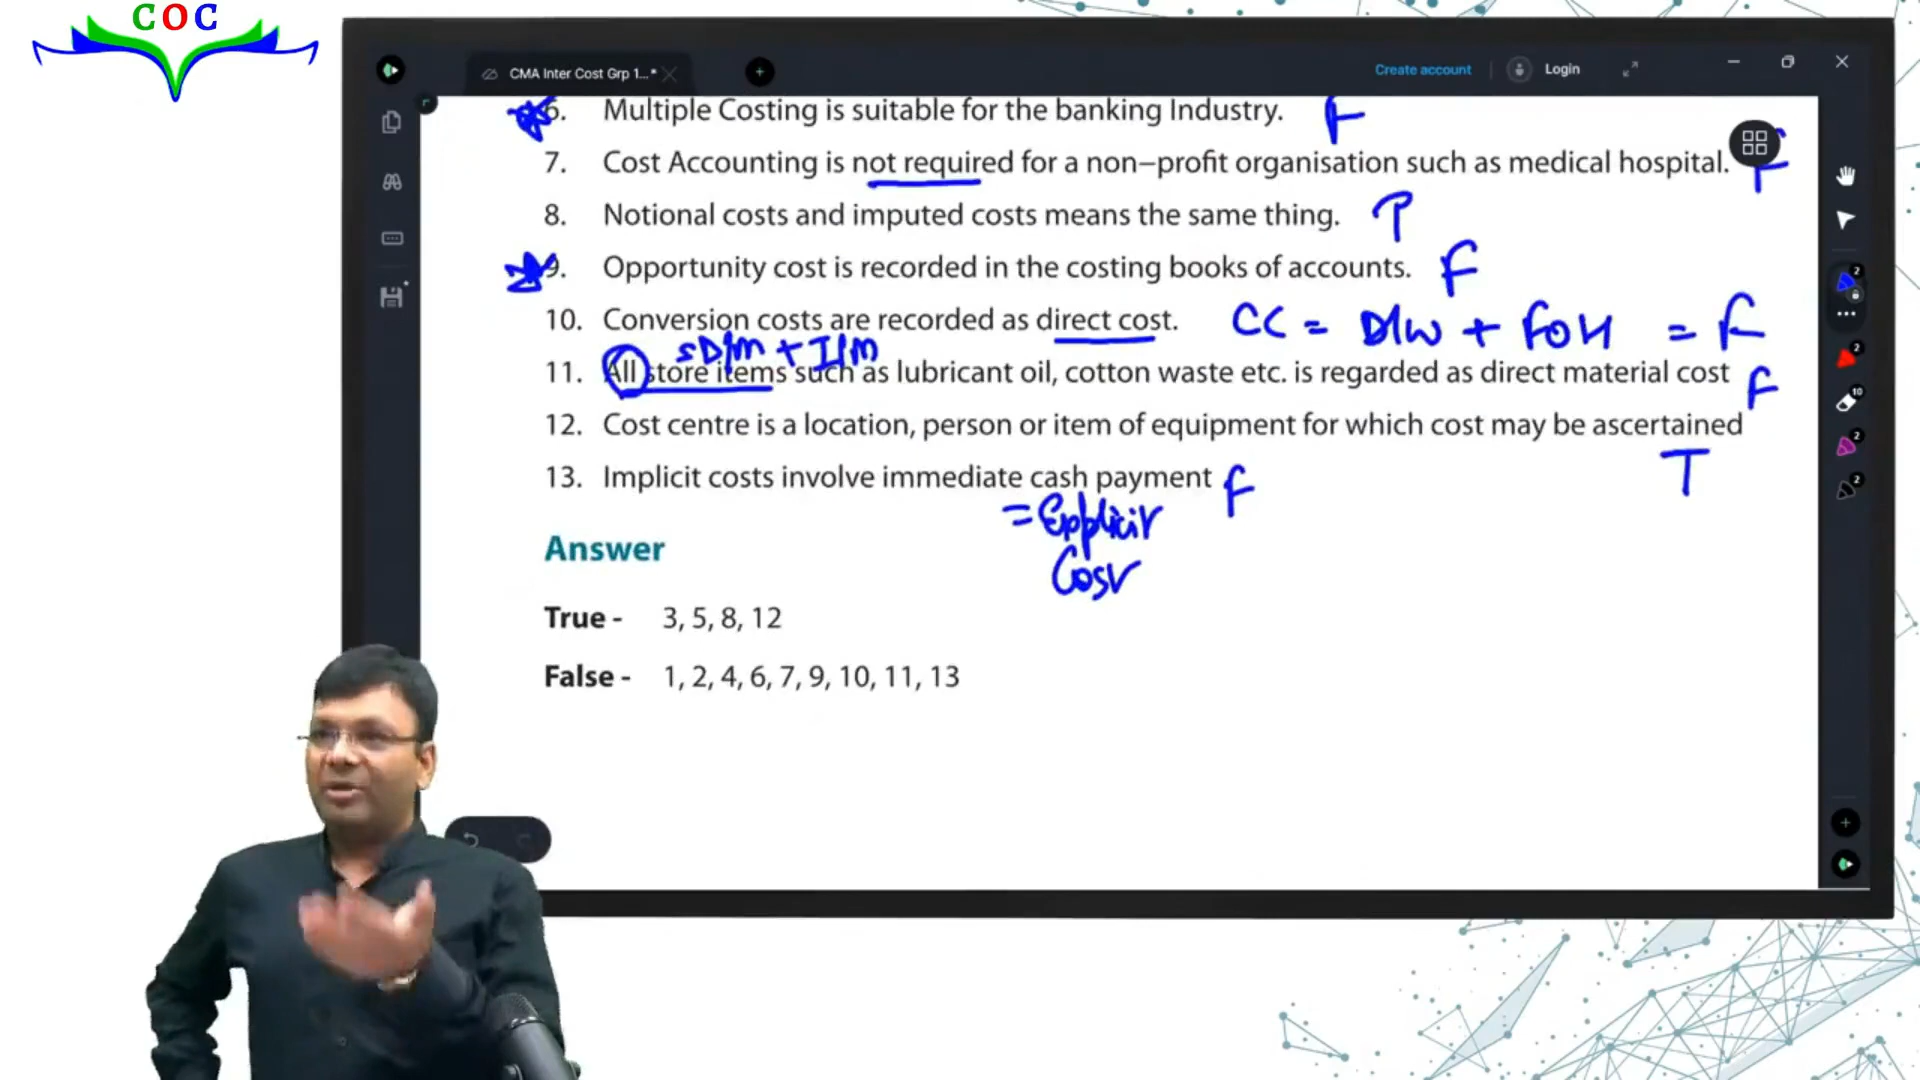 COC
CMA Inter Cost Grp 1...*
Create account
Login
6. Multiple Costing is suitable for the banking Industry. F
7. Cost Accounting is not required for a non-profit organisation such as medical hospital. F
8. Notional costs and imputed costs means the same thing. T
9. Opportunity cost is recorded in the costing books of accounts. F
10. Conversion costs are recorded as direct cost. CC = D/W + FOH = F
D/m + I/m
11. All store items such as lubricant oil, cotton waste etc. is regarded as direct material cost F
12. Cost centre is a location, person or item of equipment for which cost may be ascertained
T
13. Implicit costs involve immediate cash payment F
= Explicit
Cost
Answer
True - 3, 5, 8, 12
False - 1, 2, 4, 6, 7, 9, 10, 11, 13
2
2
10
2
2